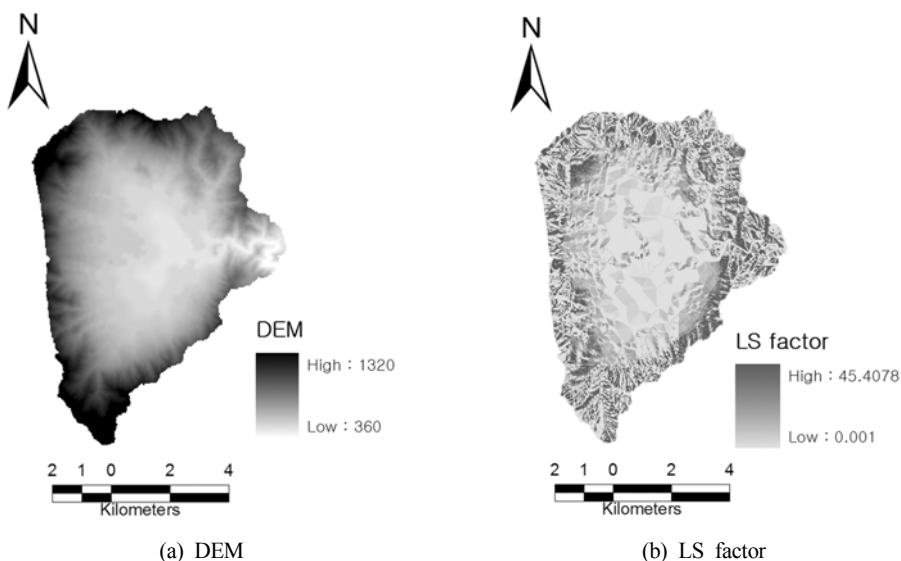 N
DEM
High : 1320
Low : 360
2 1 0 2 4
Kilometers
(a) DEM
N
LS factor
High : 45.4078
Low : 0.001
2 1 0 2 4
Kilometers
(b) LS factor